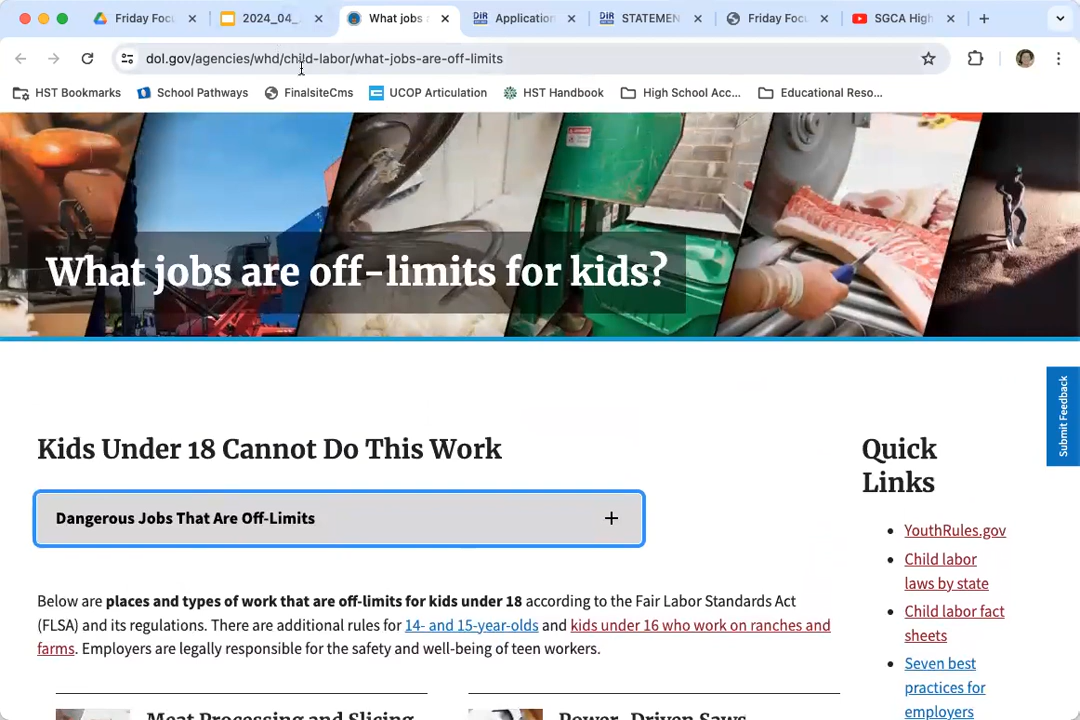 Friday Foc
2024_04_
What jobs
Application
STATEMEN
Friday Foc
SGCA High
dol.gov/agencies/whd/child-labor/what-jobs-are-off-limits
HST Bookmarks
School Pathways
FinalsiteCms
UCOP Articulation
HST Handbook
High School Acc...
Educational Reso...
What jobs are off-limits for kids?
Submit Feedback
Kids Under 18 Cannot Do This Work
Dangerous Jobs That Are Off-Limits
Below are places and types of work that are off-limits for kids under 18 according to the Fair Labor Standards Act
(FLSA) and its regulations. There are additional rules for 14- and 15-year-olds and kids under 16 who work on ranches and
farms. Employers are legally responsible for the safety and well-being of teen workers.
Meat Processing and Slicing
Power-Driven Saws
Quick
Links
YouthRules.gov
Child labor
laws by state
Child labor fact
sheets
Seven best
practices for
employers